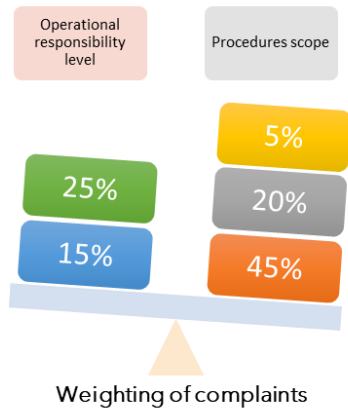 Operational
responsibility
level
Procedures scope
25%
15%
5%
20%
45%
Weighting of complaints